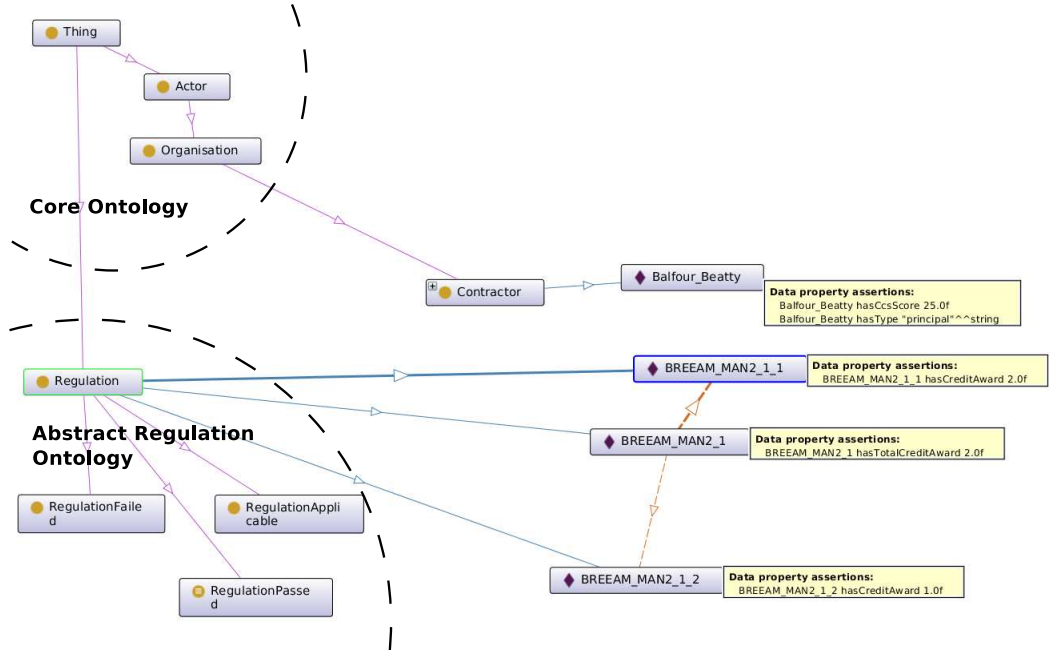 Thing
Actor
Organisation
Core Ontology
Contractor
Balfour_Beatty
Data property assertions:
Balfour_Beatty hasCcsScore 25.0f
Balfour_Beatty hasType "principal"^^string
Regulation
BREEAM_MAN2_1_1
Data property assertions:
BREEAM_MAN2_1_1 hasCreditAward 2.0f
Abstract Regulation
Ontology
BREEAM_MAN2_1
Data property assertions:
BREEAM_MAN2_1 hasTotalCreditAward 2.0f
RegulationFaile
d
RegulationAppli
cable
RegulationPasse
d
BREEAM_MAN2_1_2
Data property assertions:
BREEAM_MAN2_1_2 hasCreditAward 1.0f